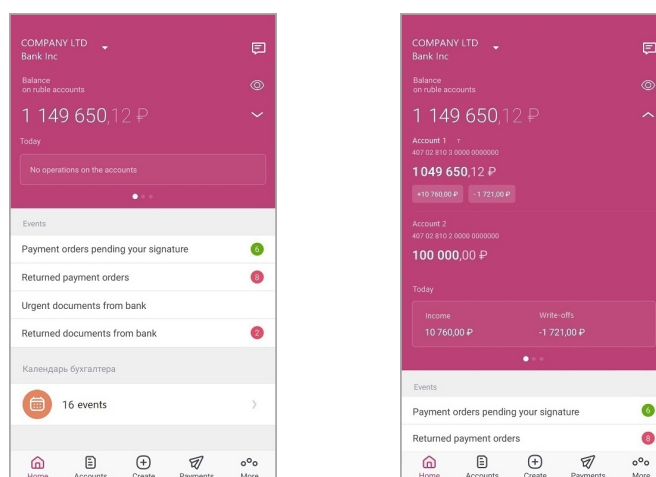 COMPANY LTD
Bank Inc
Balance
on ruble accounts
1 149 650,12 ₽
Today
No operations on the accounts
Events
Payment orders pending your signature
6
Returned payment orders
8
Urgent documents from bank
Returned documents from bank
2
Календарь бухгалтера
16 events
Home
Accounts
Create
Payments
More
COMPANY LTD
Bank Inc
Balance
on ruble accounts
1 149 650,12 ₽
Account 1
407 02 810 3 0000 0000000
1 049 650,12 ₽
+10 760,00 ₽
- 1 721,00 ₽
Account 2
407 02 810 2 0000 0000000
100 000,00 ₽
Today
Income
Write-offs
10 760,00 ₽
-1 721,00 ₽
Events
Payment orders pending your signature
6
Returned payment orders
8
Home
Accounts
Create
Payments
More